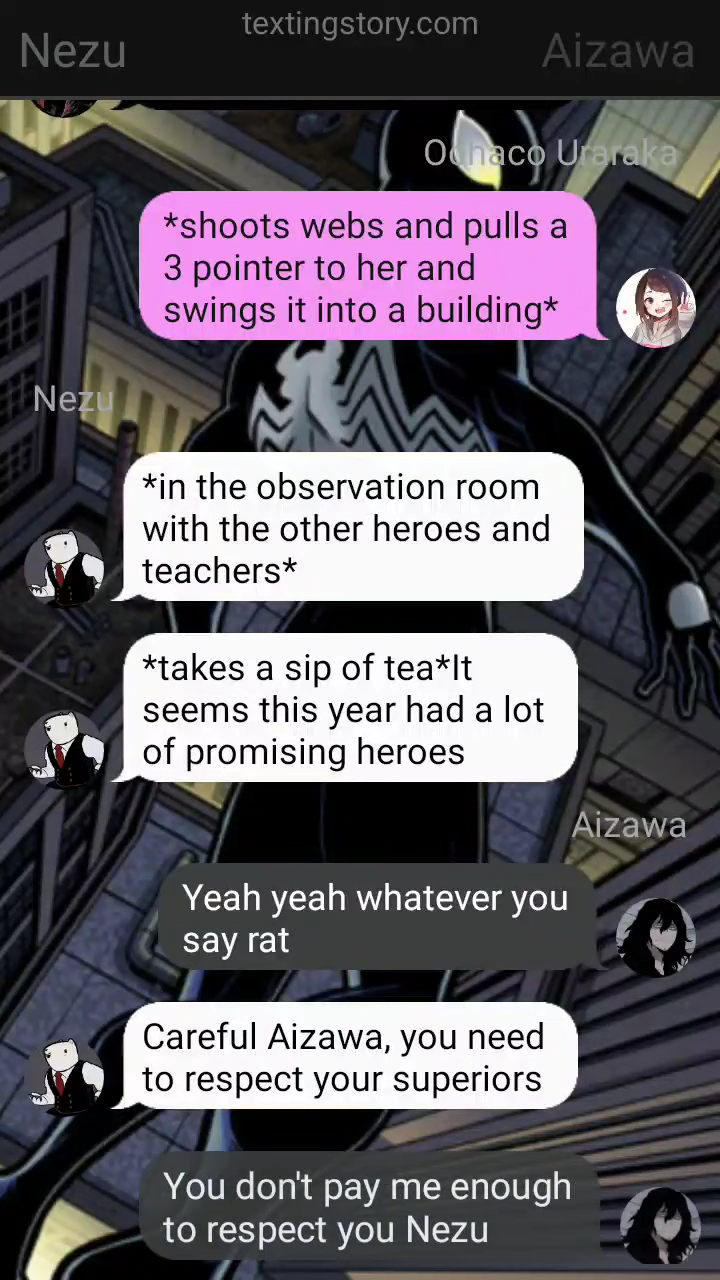 textingstory.com
Nezu
Aizawa
Ochaco Uraraka
*shoots webs and pulls a
3 pointer to her and
swings it into a building*
Nezu
*in the observation room
with the other heroes and
teachers*
*takes a sip of tea*It
seems this year had a lot
of promising heroes
Aizawa
Yeah yeah whatever you
say rat
Careful Aizawa, you need
to respect your superiors
You don't pay me enough
to respect you Nezu